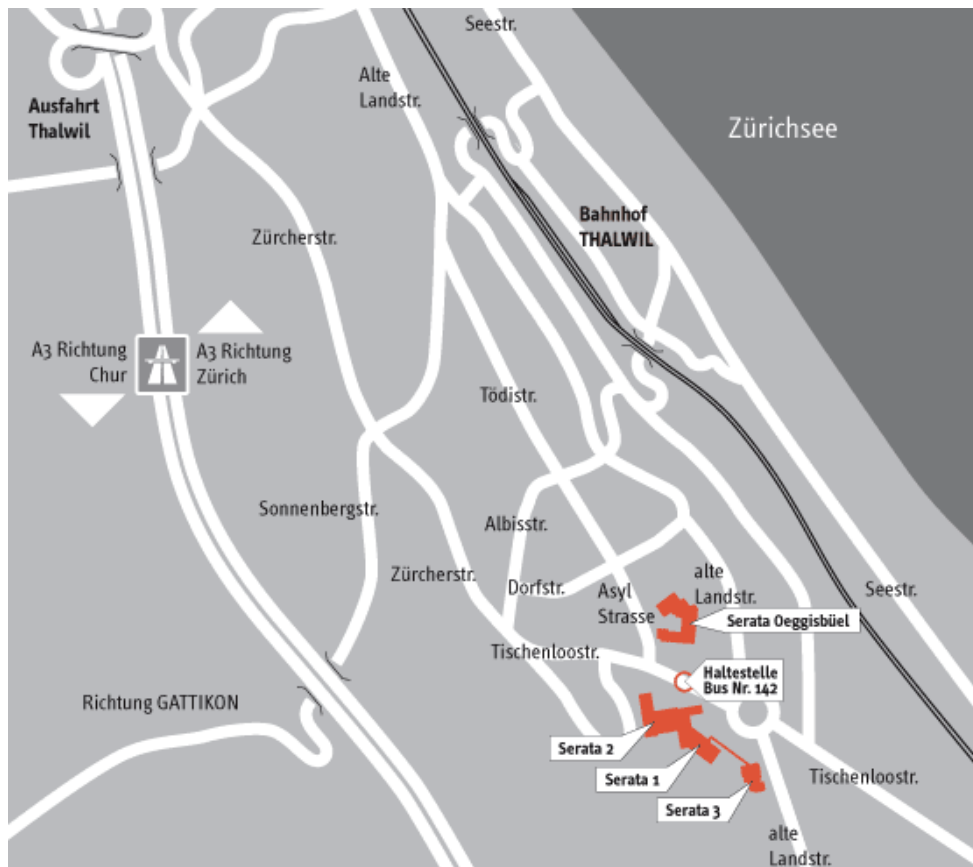 Seestr.
Alte
Landstr.
Ausfahrt
Thalwil
Zürichsee
Bahnhof
THALWIL
Zürcherstr.
A3 Richtung
Chur
A3 Richtung
Zürich
Tödistr.
Sonnenbergstr.
Albisstr.
Zürcherstr.
Dorfstr.
Asyl
Strasse
alte
Landstr.
Seestr.
Serata Oeggisbüel
Tischenloostr.
Haltestelle
Bus Nr. 142
Richtung GATTIKON
Serata 2
Serata 1
Serata 3
Tischenloostr.
alte
Landstr.